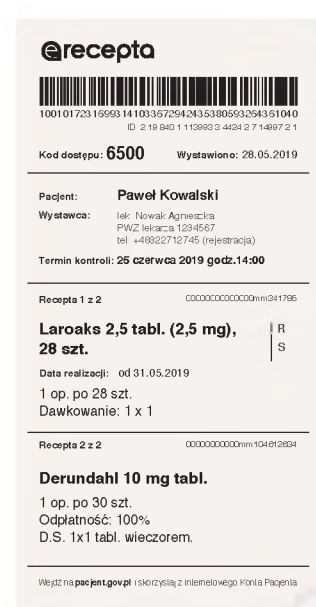 erecepta
10010172316993141033672942435380593264361040
ID 2 19 840 1 113993 3 4424 2 7 14997 2 1
Kod dostępu: 6500 Wystawiono: 28.05.2019
Pacjent: Paweł Kowalski
Wystawca: lek Nowak Agnieszka
PWZ lekarza 1234567
tel +48322712745 (rejestracja)
Termin kontroli: 25 czerwca 2019 godz.14:00
Recepta 1 z 2
Laroaks 2,5 tabl. (2,5 mg), R
28 szt. S
Data realizacji: od 31.05.2019
1 op. po 28 szt.
Dawkowanie: 1 x 1
Recepta 2 z 2 00000000000mm104612634
Derundahl 10 mg tabl.
1 op. po 30 szt.
Odpłatność: 100%
D.S. 1x1 tabl. wieczorem.
Wejdź na pacjent.gov.pl i skorzystaj z internetowego Konta Pacjenta